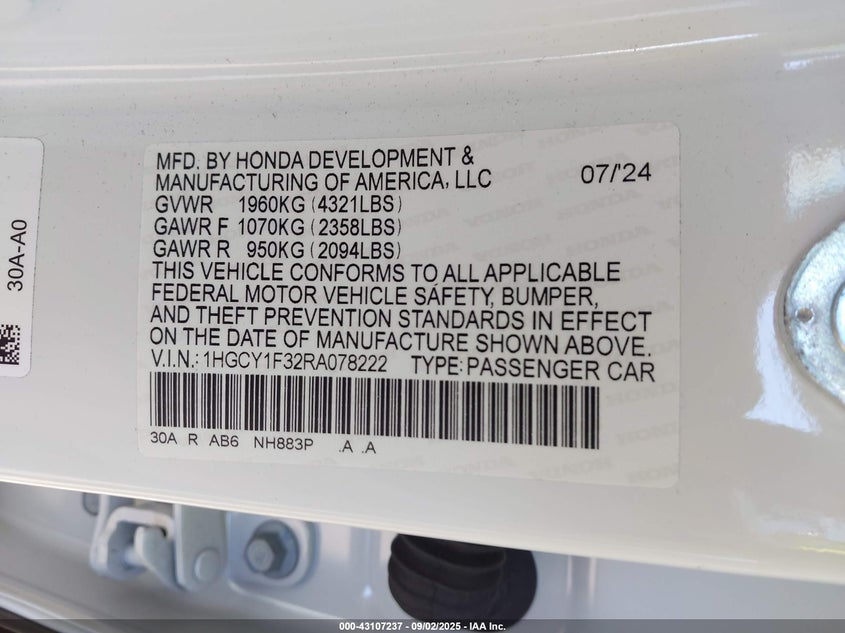 MFD. BY HONDA DEVELOPMENT &
MANUFACTURING OF AMERICA, LLC 07/'24
GVWR 1960KG (4321LBS)
GAWR F 1070KG (2358LBS)
GAWR R 950KG (2094LBS)
THIS VEHICLE CONFORMS TO ALL APPLICABLE
FEDERAL MOTOR VEHICLE SAFETY, BUMPER,
AND THEFT PREVENTION STANDARDS IN EFFECT
ON THE DATE OF MANUFACTURE SHOWN ABOVE.
V.I.N.: 1HGCY1F32RA078222 TYPE: PASSENGER CAR
30A R AB6 NH883P .A .A
30A-A0
000-43107237 - 09/02/2025 - IAA Inc.